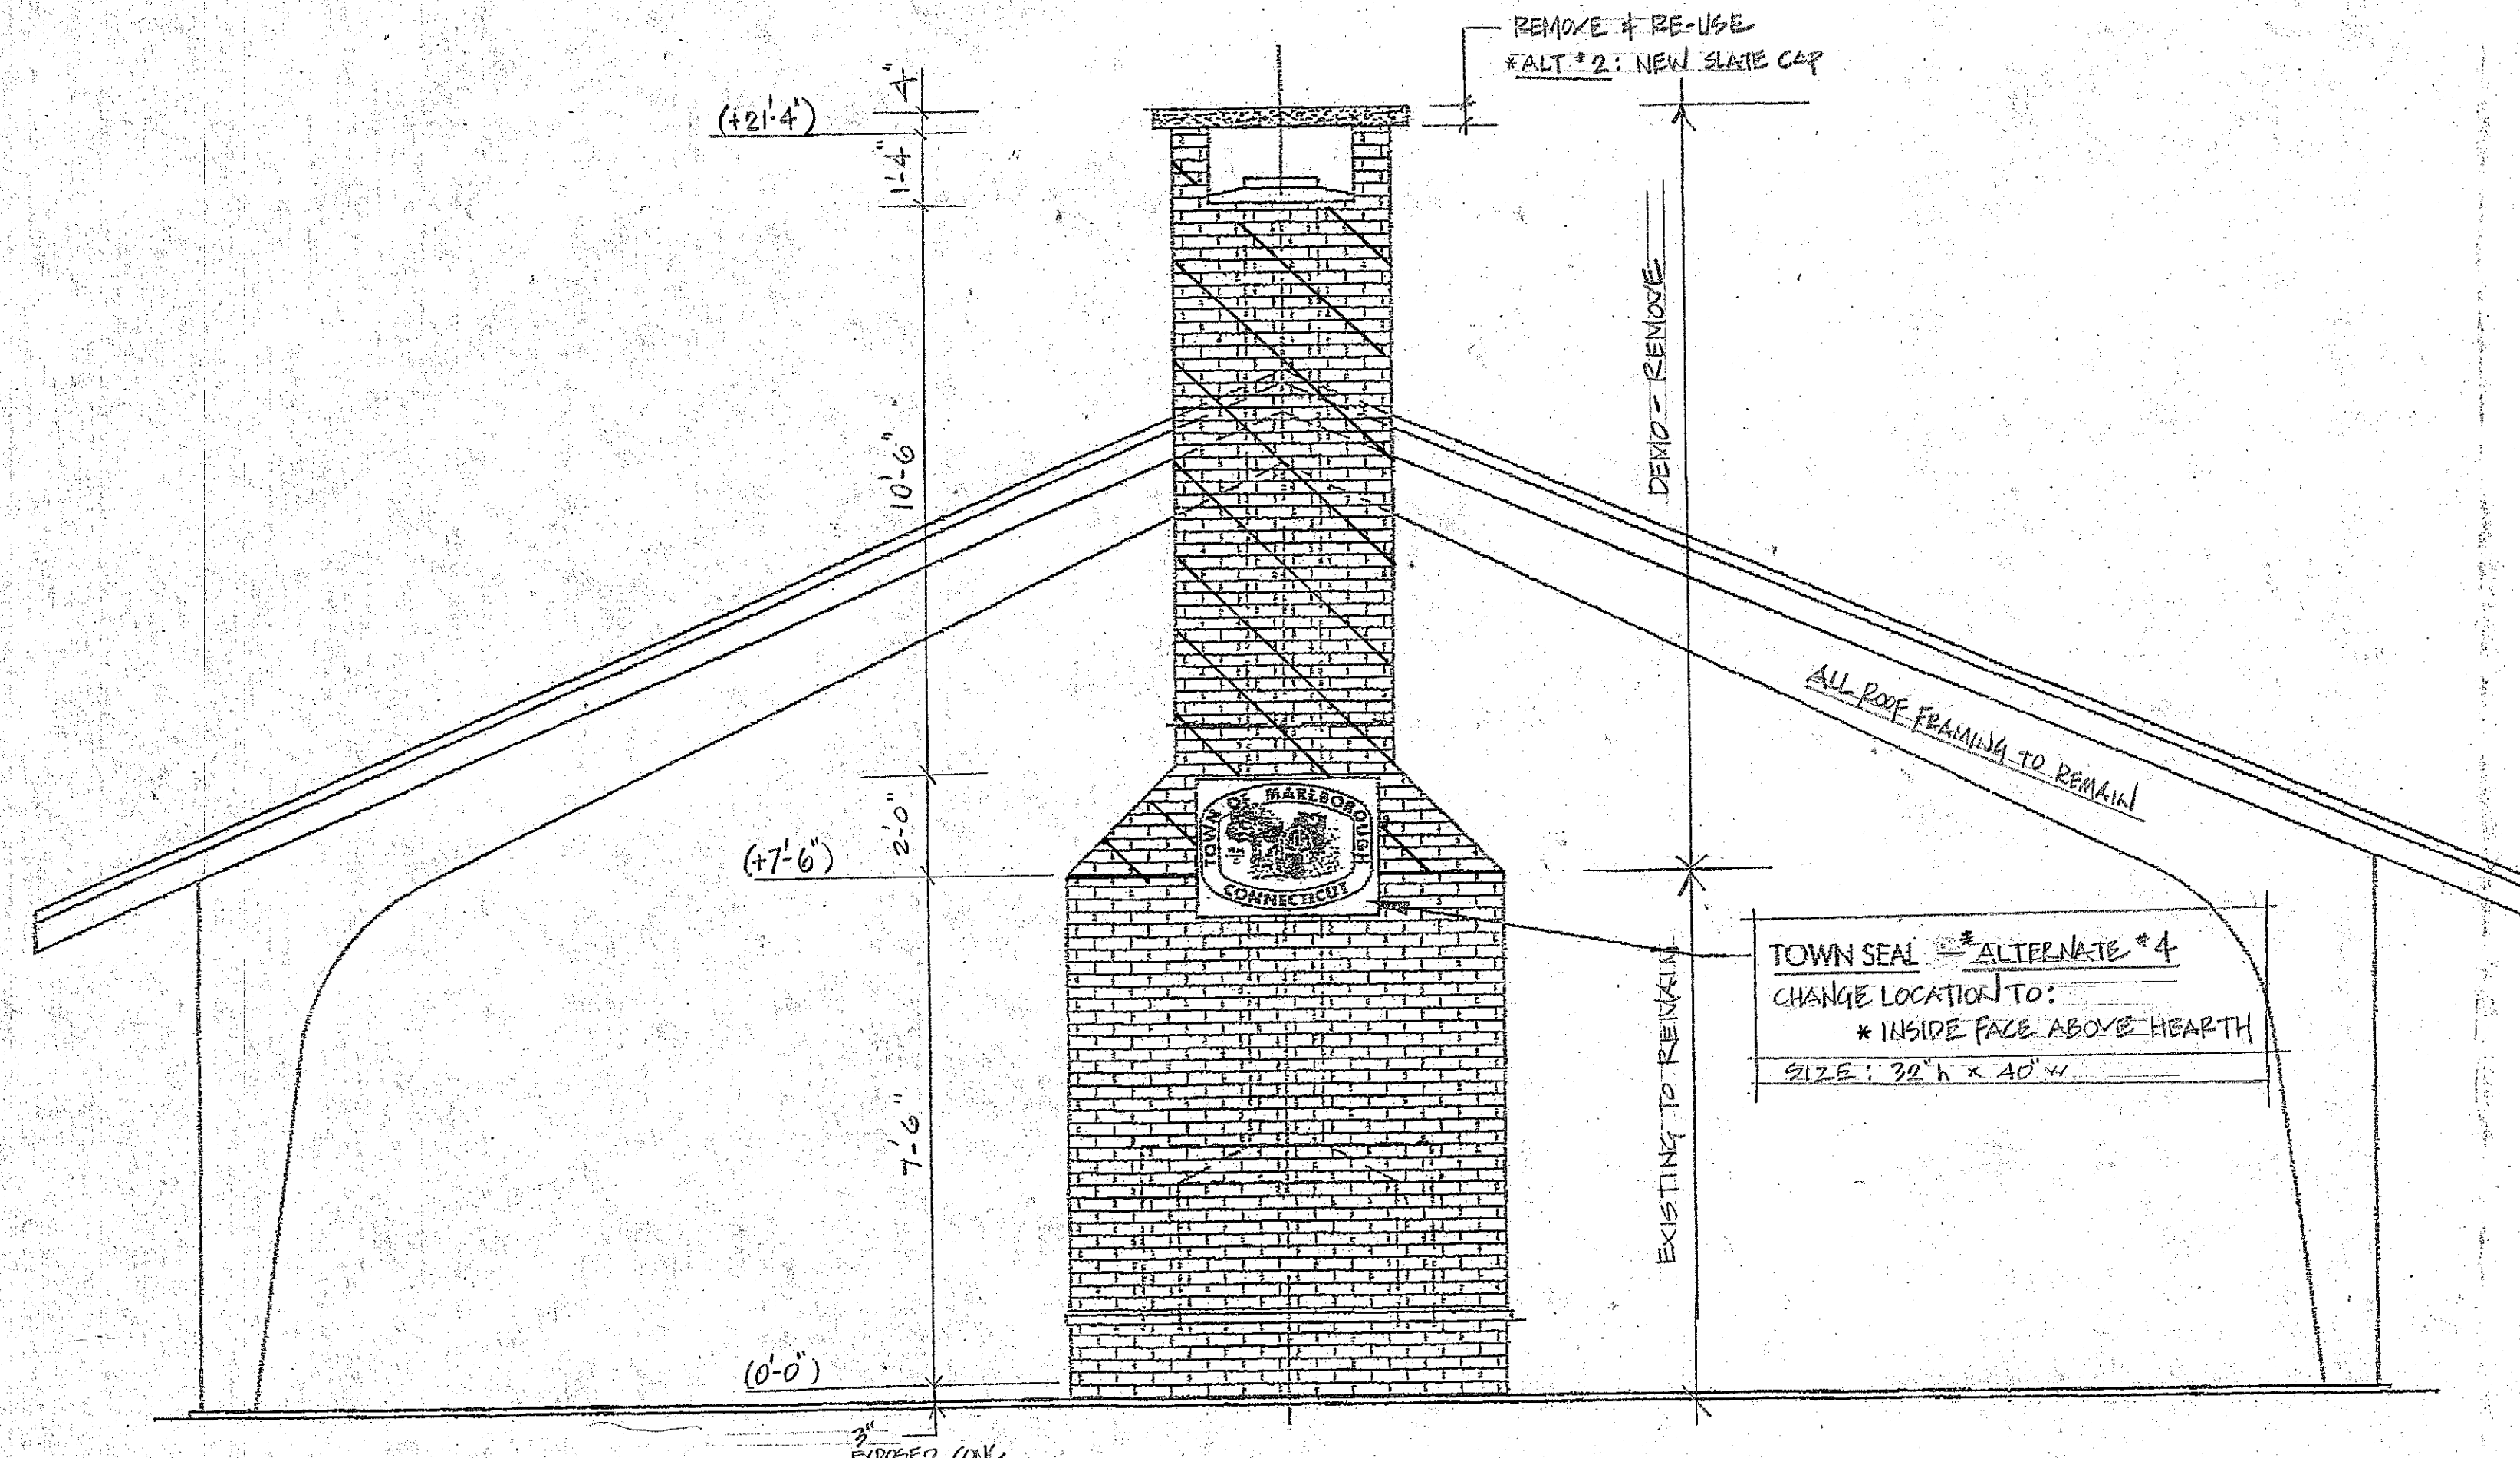 REMOVE & RE-USE
*ALT #2: NEW SLATE CAP
4"
(+21'-4")
1'-4"
DEMO - REMOVE
10'-6"
ALL ROOF FRAMING TO REMAIN
2'-0"
TOWN OF MARLBOROUGH
CONNECTICUT
(+7'-6")
TOWN SEAL - *ALTERNATE #4
CHANGE LOCATION TO:
* INSIDE FACE ABOVE HEARTH
SIZE: 32"h x 40"w
EXISTING TO REMAIN
7'-6"
(0'-0")
3"
EXPOSED CONC.